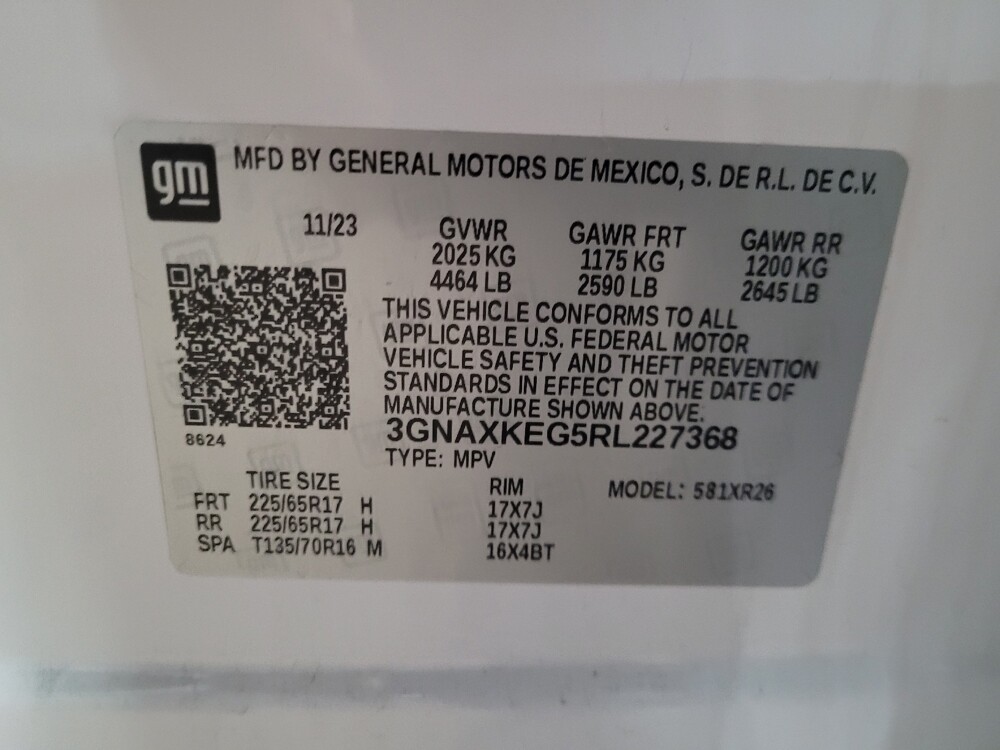 gm
MFD BY GENERAL MOTORS DE MEXICO, S. DE R.L. DE C.V.
11/23 GVWR GAWR FRT GAWR RR
2025 KG 1175 KG 1200 KG
4464 LB 2590 LB 2645 LB
THIS VEHICLE CONFORMS TO ALL
APPLICABLE U.S. FEDERAL MOTOR
VEHICLE SAFETY AND THEFT PREVENTION
STANDARDS IN EFFECT ON THE DATE OF
MANUFACTURE SHOWN ABOVE.
8624
3GNAXKEG5RL227368
TYPE: MPV
TIRE SIZE RIM MODEL: 581XR26
FRT 225/65R17 H 17X7J
RR 225/65R17 H 17X7J
SPA T135/70R16 M 16X4BT